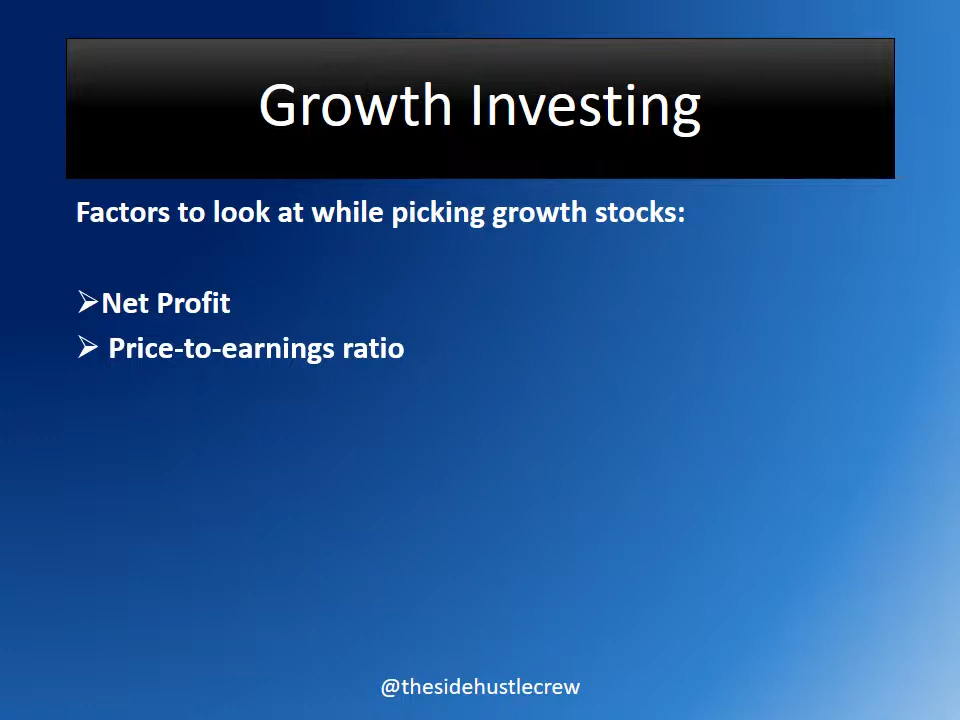 Growth Investing
Factors to look at while picking growth stocks:
➢Net Profit
➢ Price-to-earnings ratio
@thesidehustlecrew